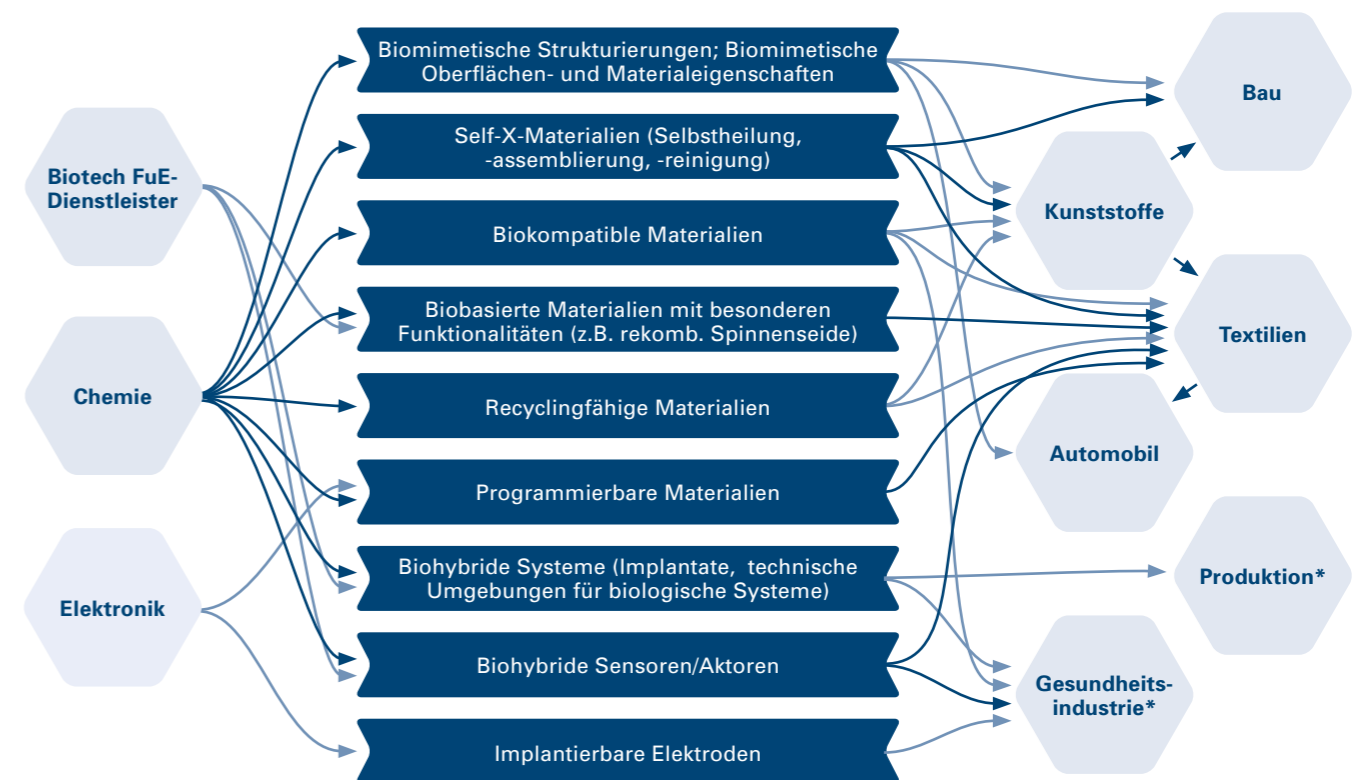 Biotech FuE-
Dienstleister
Chemie
Elektronik
Biomimetische Strukturierungen; Biomimetische
Oberflächen- und Materialeigenschaften
Self-X-Materialien (Selbstheilung,
-assemblierung, -reinigung)
Biokompatible Materialien
Biobasierte Materialien mit besonderen
Funktionalitäten (z.B. rekomb. Spinnenseide)
Recyclingfähige Materialien
Programmierbare Materialien
Biohybride Systeme (Implantate, technische
Umgebungen für biologische Systeme)
Biohybride Sensoren/Aktoren
Implantierbare Elektroden
Bau
Kunststoffe
Textilien
Automobil
Produktion*
Gesundheits-
industrie*